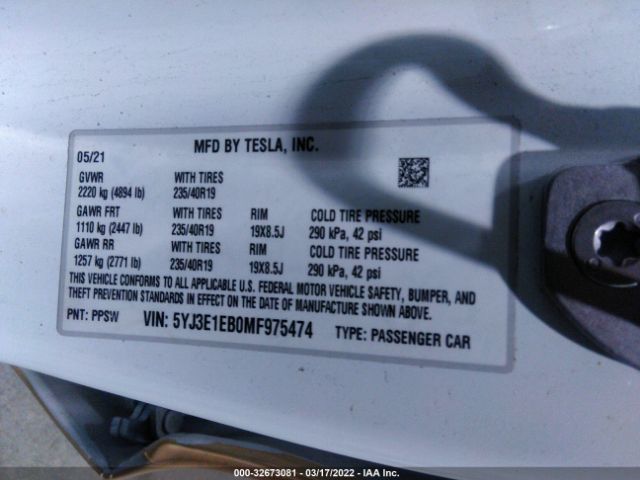 MFD BY TESLA, INC.
05/21
GVWR WITH TIRES
2220 kg (4894 lb) 235/40R19
GAWR FRT WITH TIRES RIM COLD TIRE PRESSURE
1110 kg (2447 lb) 235/40R19 19X8.5J 290 kPa, 42 psi
GAWR RR WITH TIRES RIM COLD TIRE PRESSURE
1257 kg (2771 lb) 235/40R19 19X8.5J 290 kPa, 42 psi
THIS VEHICLE CONFORMS TO ALL APPLICABLE U.S. FEDERAL MOTOR VEHICLE SAFETY, BUMPER, AND
THEFT PREVENTION STANDARDS IN EFFECT ON THE DATE OF MANUFACTURE SHOWN ABOVE.
PNT: PPSW VIN: 5YJ3E1EB0MF975474 TYPE: PASSENGER CAR
000-32673081 - 03/17/2022 - IAA Inc.